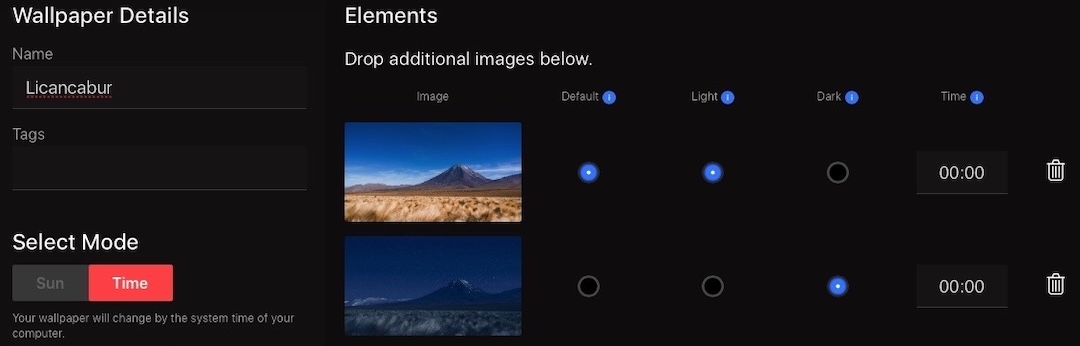 Wallpaper Details
Name
Licancabur
Tags
Select Mode
Sun Time
Your wallpaper will change by the system time of your
computer.
Elements
Drop additional images below.
Image Default i Light i Dark i Time i
00:00
00:00